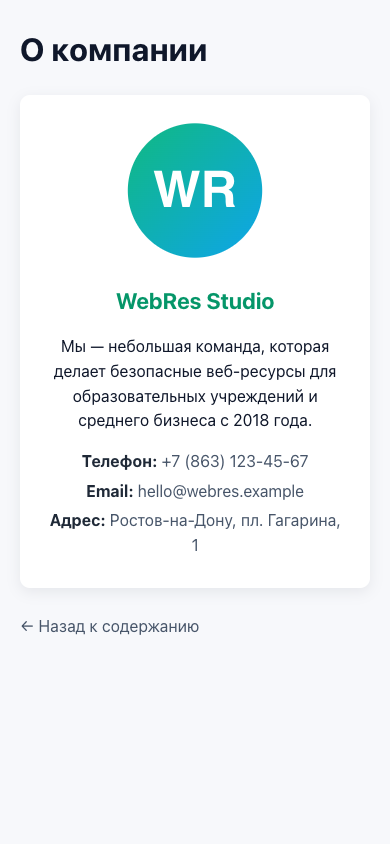 О компании
WR
WebRes Studio
Мы — небольшая команда, которая
делает безопасные веб-ресурсы для
образовательных учреждений и
среднего бизнеса с 2018 года.
Телефон: +7 (863) 123-45-67
Email: hello@webres.example
Адрес: Ростов-на-Дону, пл. Гагарина,
1
← Назад к содержанию